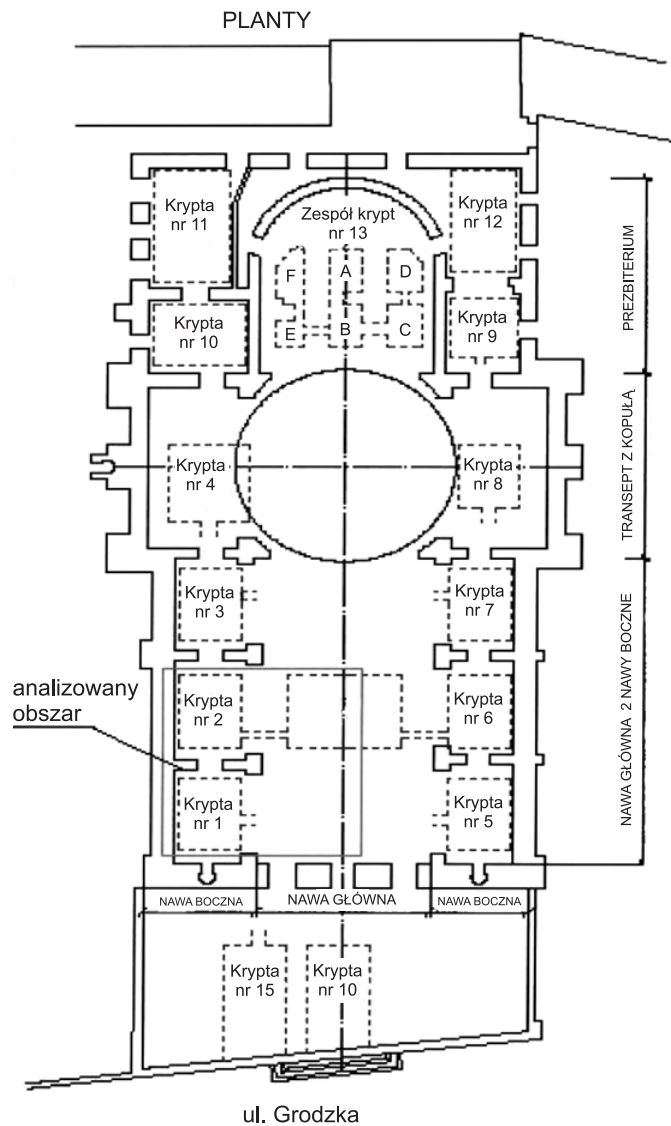 PLANTY
Krypta
nr 11
Zespół krypt
nr 13
Krypta
nr 12
F
A
D
E
B
C
Krypta
nr 10
Krypta
nr 9
PREZBITERIUM
Krypta
nr 4
Krypta
nr 8
TRANSEPT Z KOPUŁĄ
Krypta
nr 3
Krypta
nr 7
analizowany
obszar
Krypta
nr 2
Krypta
nr 6
Krypta
nr 1
Krypta
nr 5
NAWA GŁÓWNA 2 NAWY BOCZNE
NAWA BOCZNA
NAWA GŁÓWNA
NAWA BOCZNA
Krypta
nr 15
Krypta
nr 10
ul. Grodzka